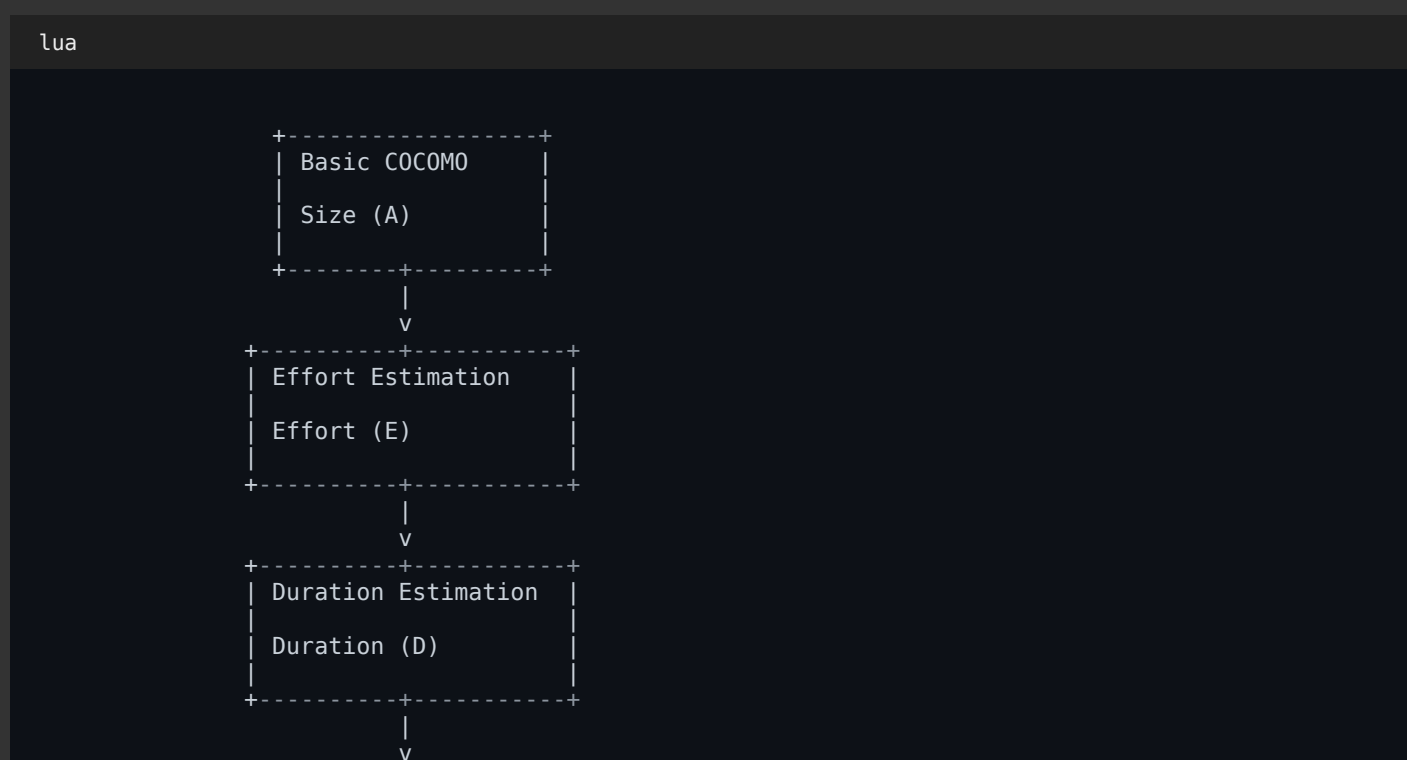 lua
+------------------+
| Basic COCOMO     |
|                  |
| Size (A)         |
|                  |
+--------+---------+
|
v
+----------+-----------+
| Effort Estimation    |
|                      |
| Effort (E)           |
|                      |
+----------+-----------+
|
v
+----------+-----------+
| Duration Estimation  |
|                      |
| Duration (D)         |
|                      |
+----------+-----------+
|
v